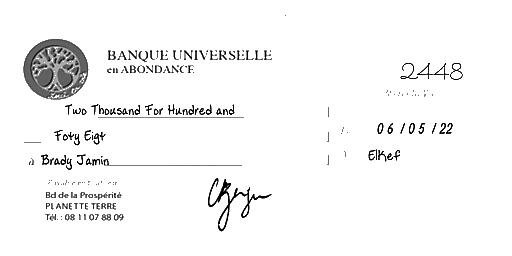 BANQUE UNIVERSELLE
en ABONDANCE
2448
Two Thousand For Hundred and
06/05/22
Foty Eigt
ElKef
à Brady Jamin
Bd de la Prospérité
PLANETTE TERRE
Tél. : 08 11 07 88 09